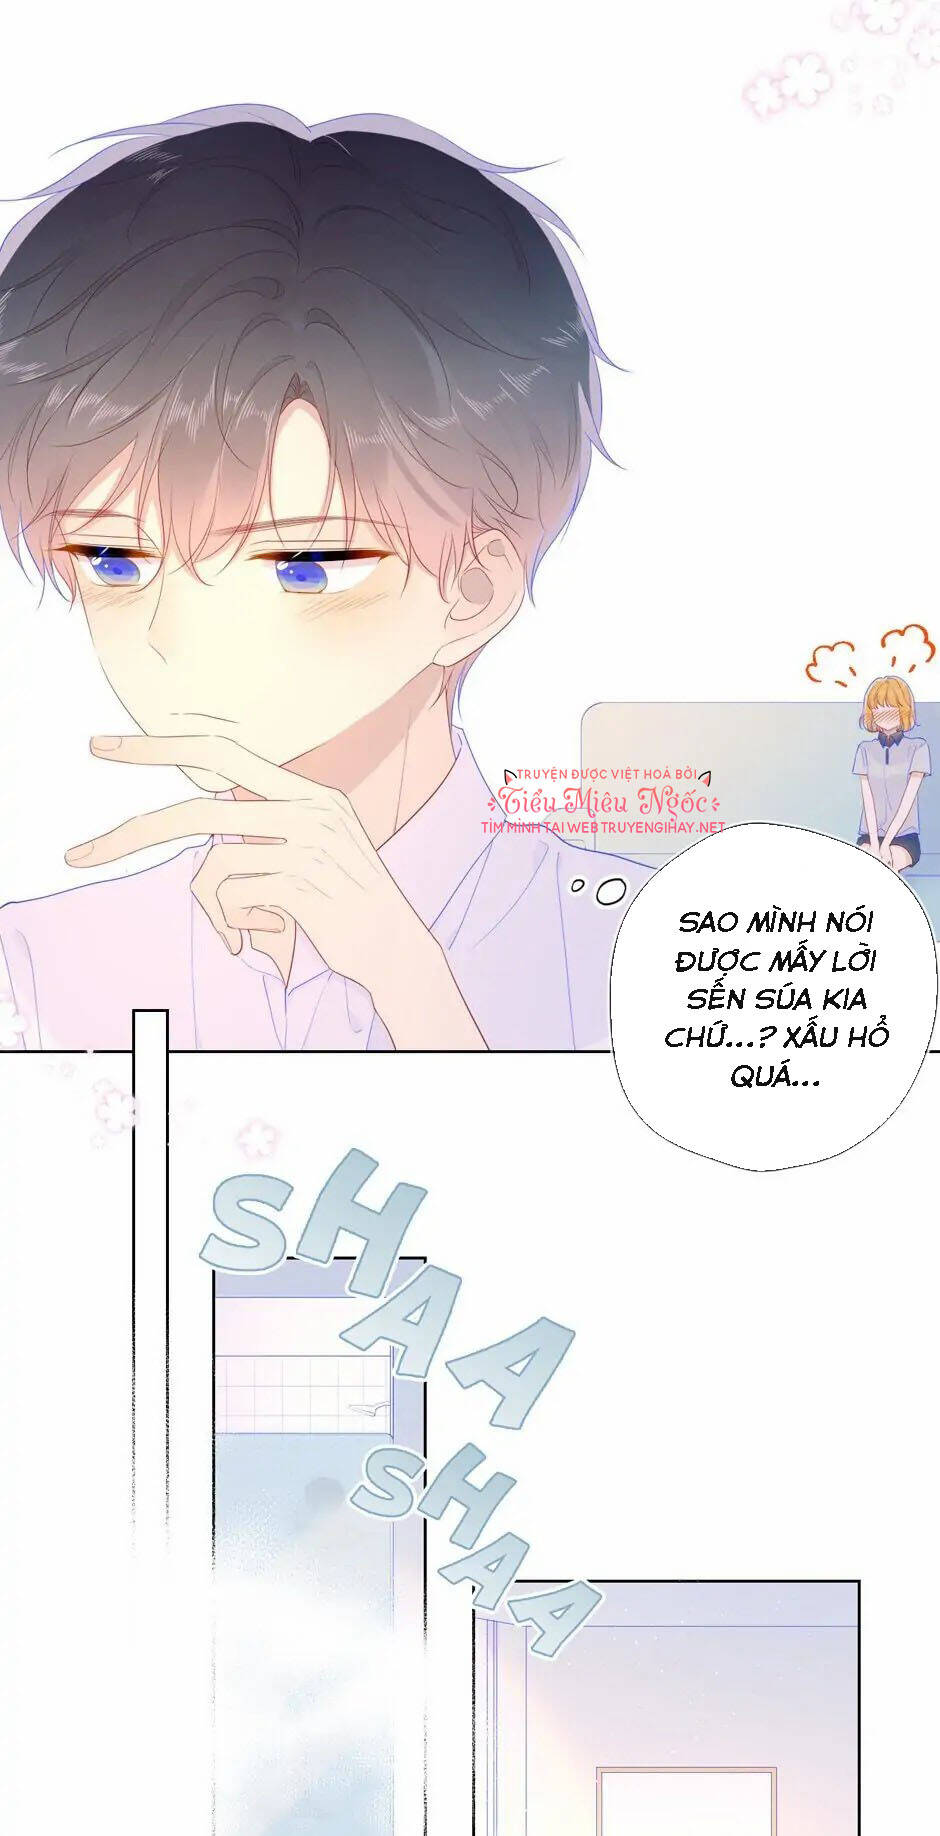 TRUYỆN ĐƯỢC VIỆT HOÁ BỞI
Tiểu Miêu Ngốc
TÌM MÌNH TẠI WEB TRUYENGIHAY.NET
SAO MÌNH NÓI
ĐƯỢC MẤY LỜI
SẾN SÚA KIA
CHỨ...? XẤU HỔ
QUÁ...
SHAA
SHAA